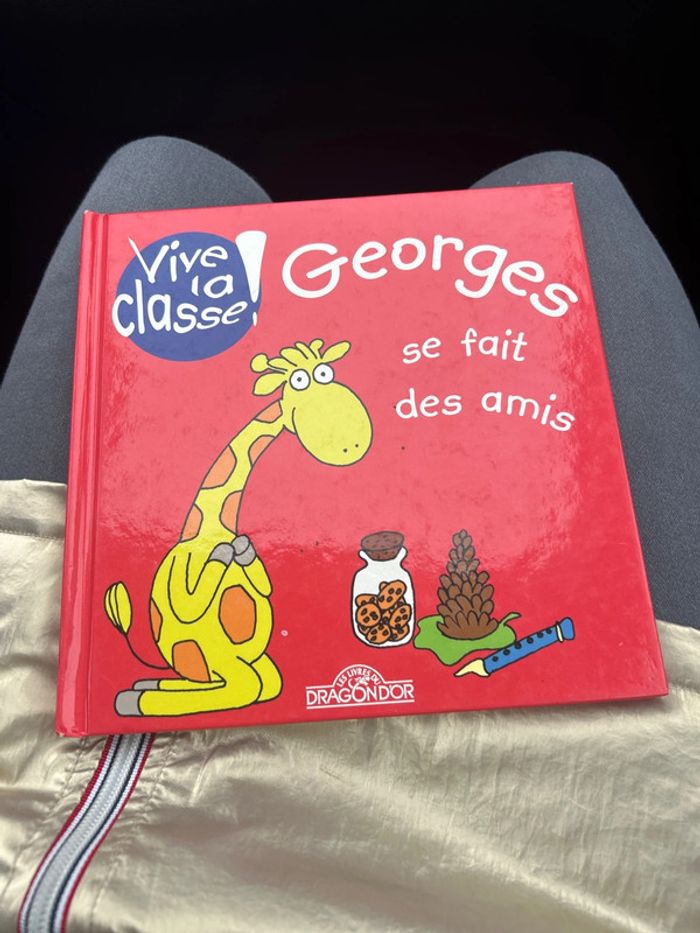 Vive
la
classe!
Georges
se fait
des amis
LES LIVRES DU
DRAGON D'OR